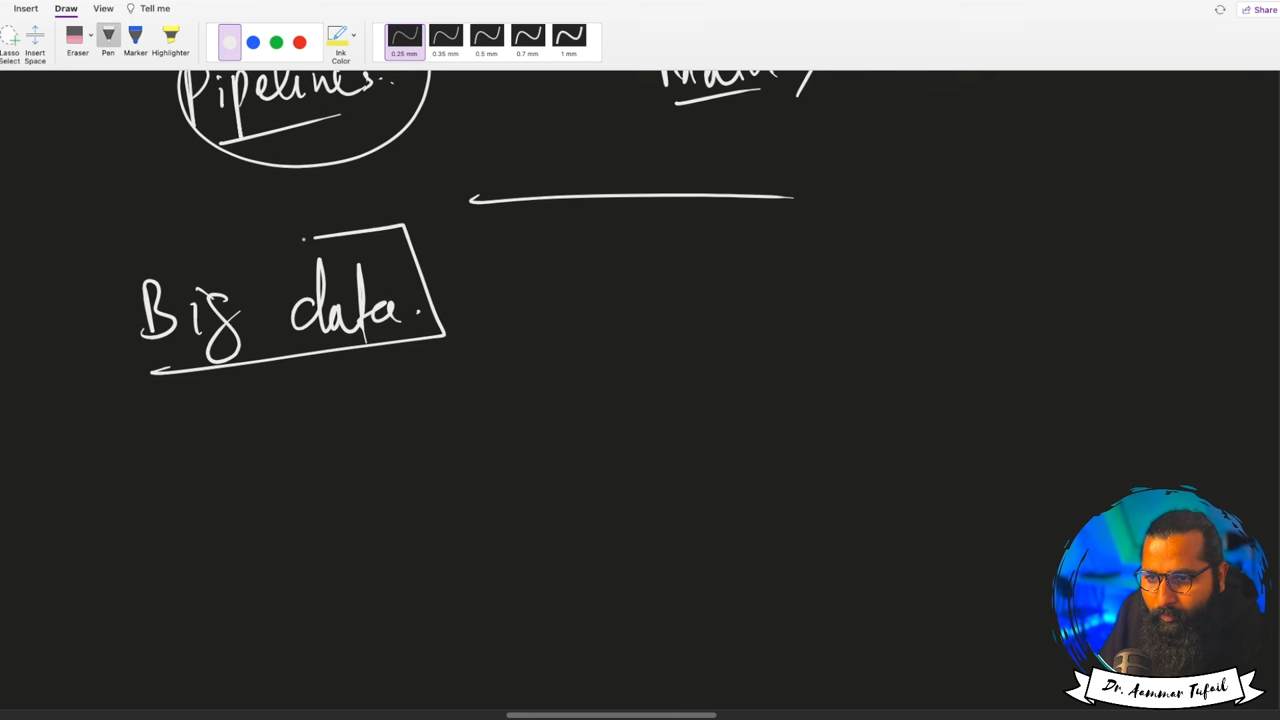 Insert Draw View Tell me Share
Lasso Select Insert Space Eraser Pen Marker Highlighter Ink Color 0.25 mm 0.35 mm 0.5 mm 0.7 mm 1 mm
Pipelines..
Big data.
Dr. Aammar Tufail